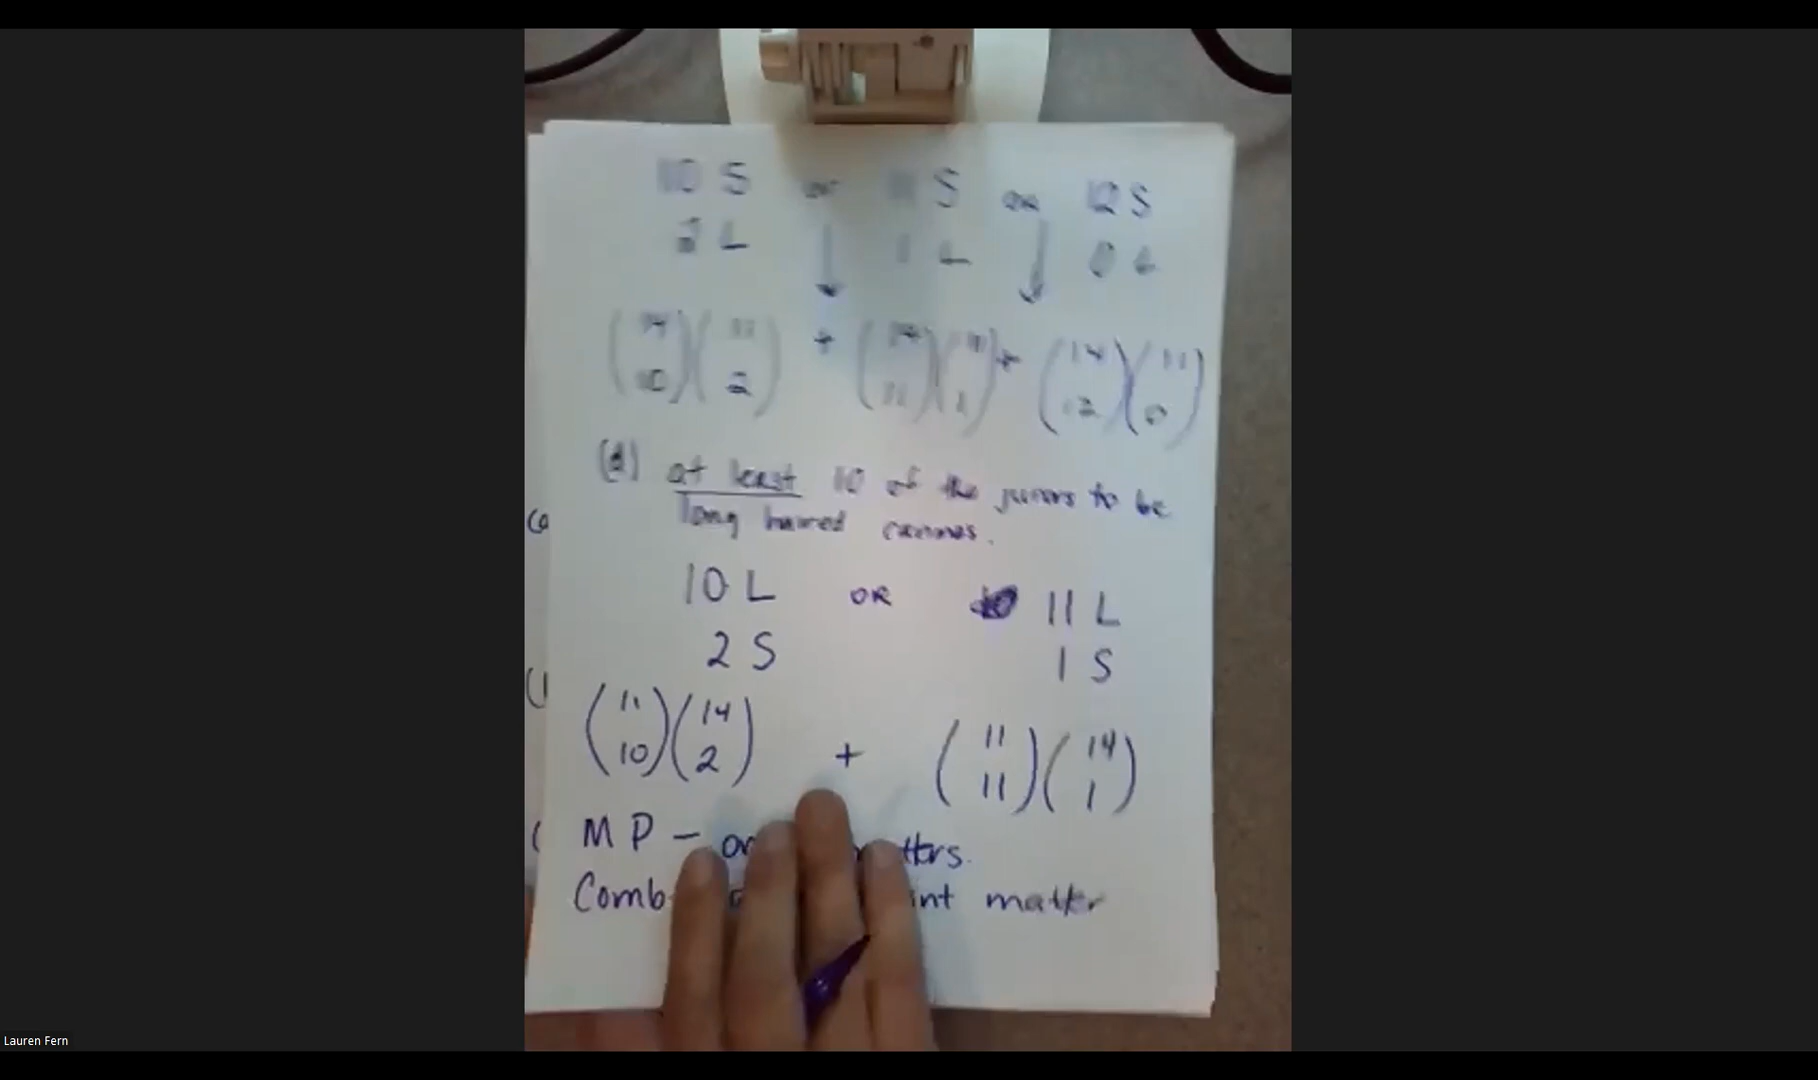 10 S or 11 S OR 12 S
2 L 1 L 0 L
(14 10)(11 2) + (14 11)(11 1) + (14 12)(11 0)
(d) at least 10 of the jurors to be
long haired canines.
10 L OR 11 L
2 S 1 S
(11 10)(14 2) + (11 11)(14 1)
MP -
Comb matter
Lauren Fern